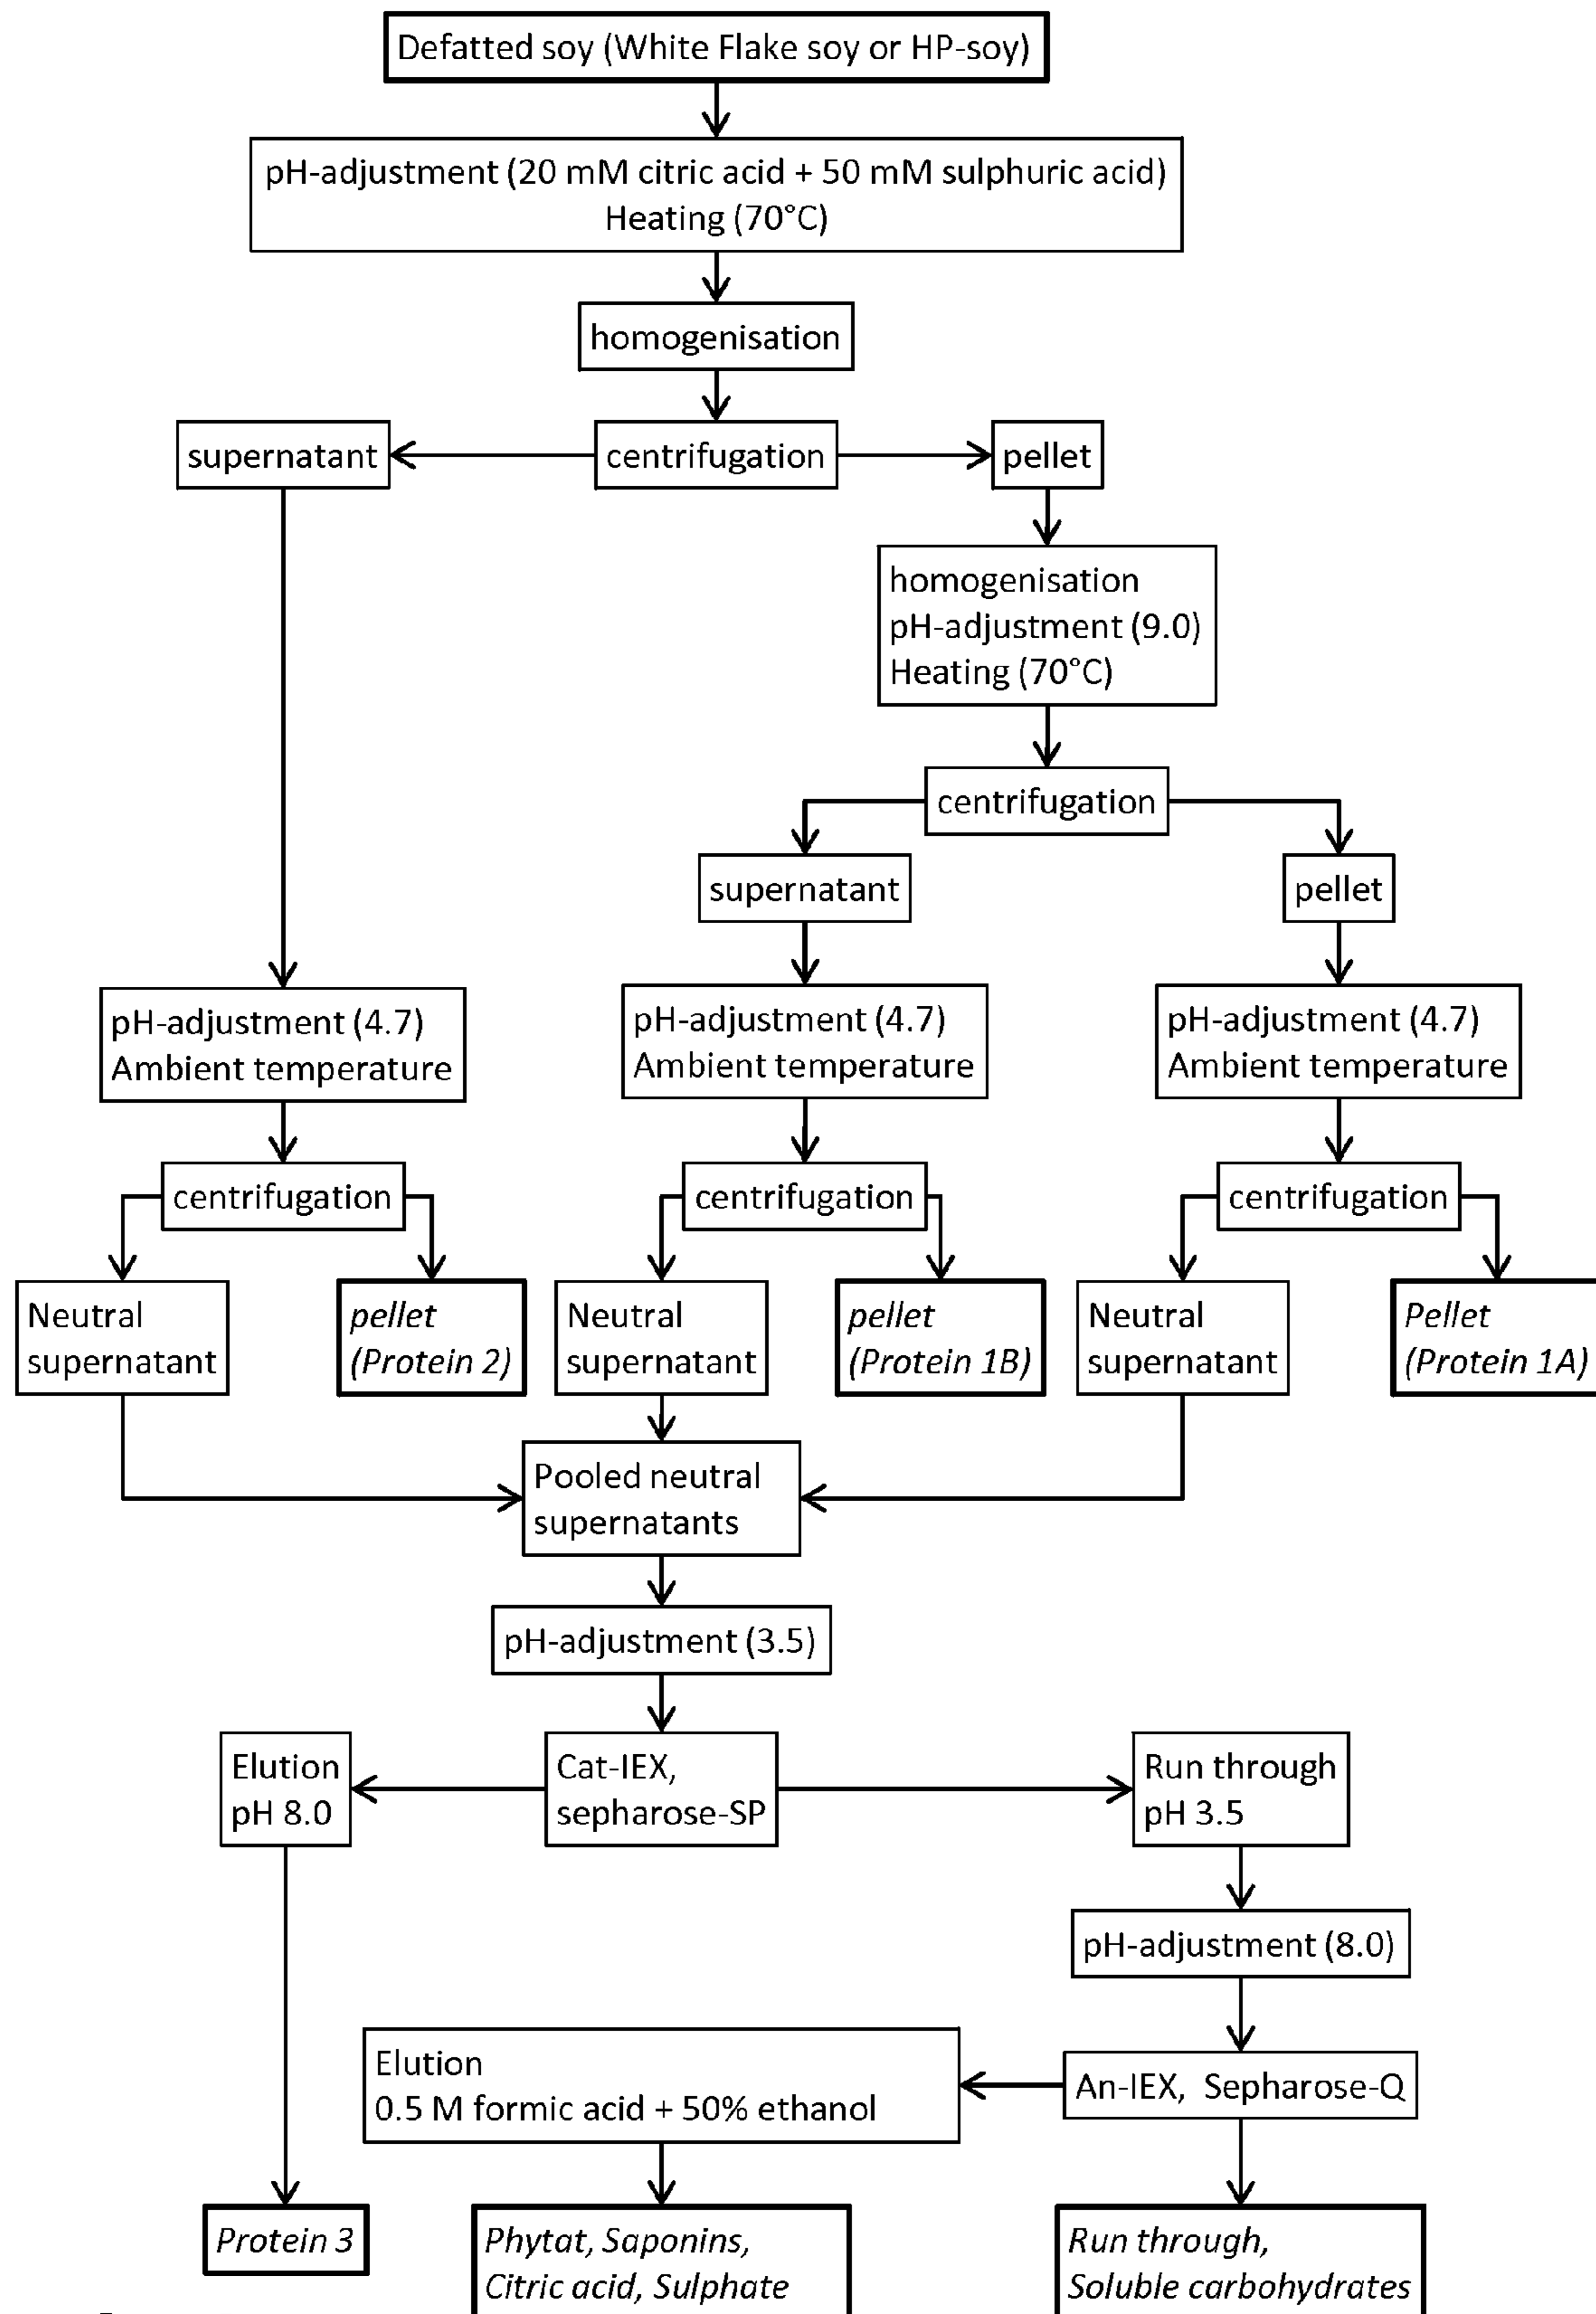 Defatted soy (White Flake soy or HP-soy)
pH-adjustment (20 mM citric acid + 50 mM sulphuric acid)
Heating (70°C)
homogenisation
supernatant
centrifugation
pellet
homogenisation
pH-adjustment (9.0)
Heating (70°C)
centrifugation
supernatant
pellet
pH-adjustment (4.7)
Ambient temperature
pH-adjustment (4.7)
Ambient temperature
pH-adjustment (4.7)
Ambient temperature
centrifugation
centrifugation
centrifugation
Neutral
supernatant
pellet
(Protein 2)
Neutral
supernatant
pellet
(Protein 1B)
Neutral
supernatant
Pellet
(Protein 1A)
Pooled neutral
supernatants
pH-adjustment (3.5)
Elution
pH 8.0
Cat-IEX,
sepharose-SP
Run through
pH 3.5
pH-adjustment (8.0)
Elution
0.5 M formic acid + 50% ethanol
An-IEX, Sepharose-Q
Protein 3
Phytat, Saponins,
Citric acid, Sulphate
Run through,
Soluble carbohydrates